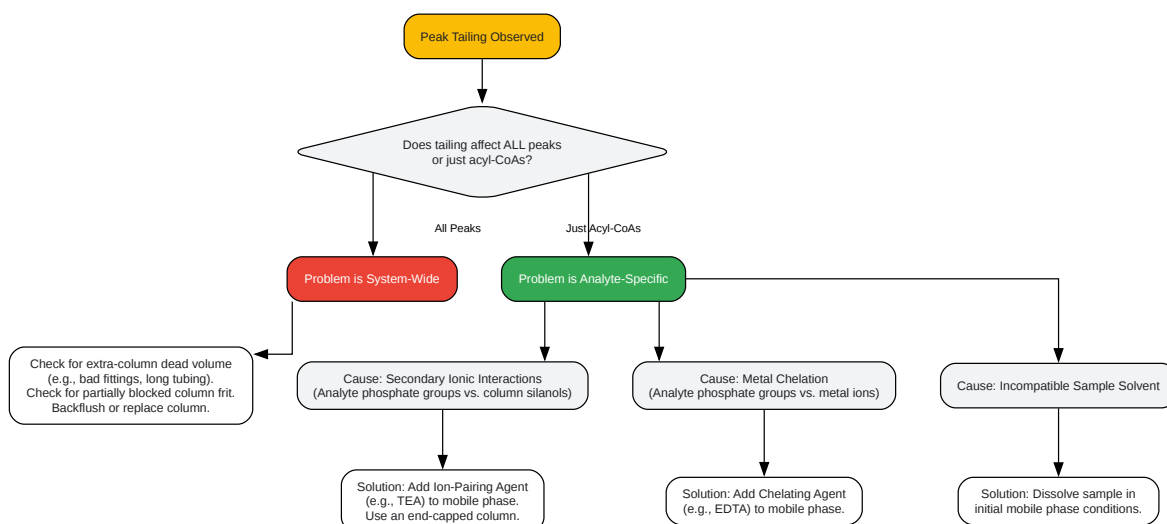 Peak Tailing Observed
Does tailing affect ALL peaks
or just acyl-CoAs?
All Peaks
Just Acyl-CoAs
Problem is System-Wide
Problem is Analyte-Specific
Check for extra-column dead volume
(e.g., bad fittings, long tubing).
Check for partially blocked column frit.
Backflush or replace column.
Cause: Secondary Ionic Interactions
(Analyte phosphate groups vs. column silanols)
Cause: Metal Chelation
(Analyte phosphate groups vs. metal ions)
Cause: Incompatible Sample Solvent
Solution: Add Ion-Pairing Agent
(e.g., TEA) to mobile phase.
Use an end-capped column.
Solution: Add Chelating Agent
(e.g., EDTA) to mobile phase.
Solution: Dissolve sample in
initial mobile phase conditions.